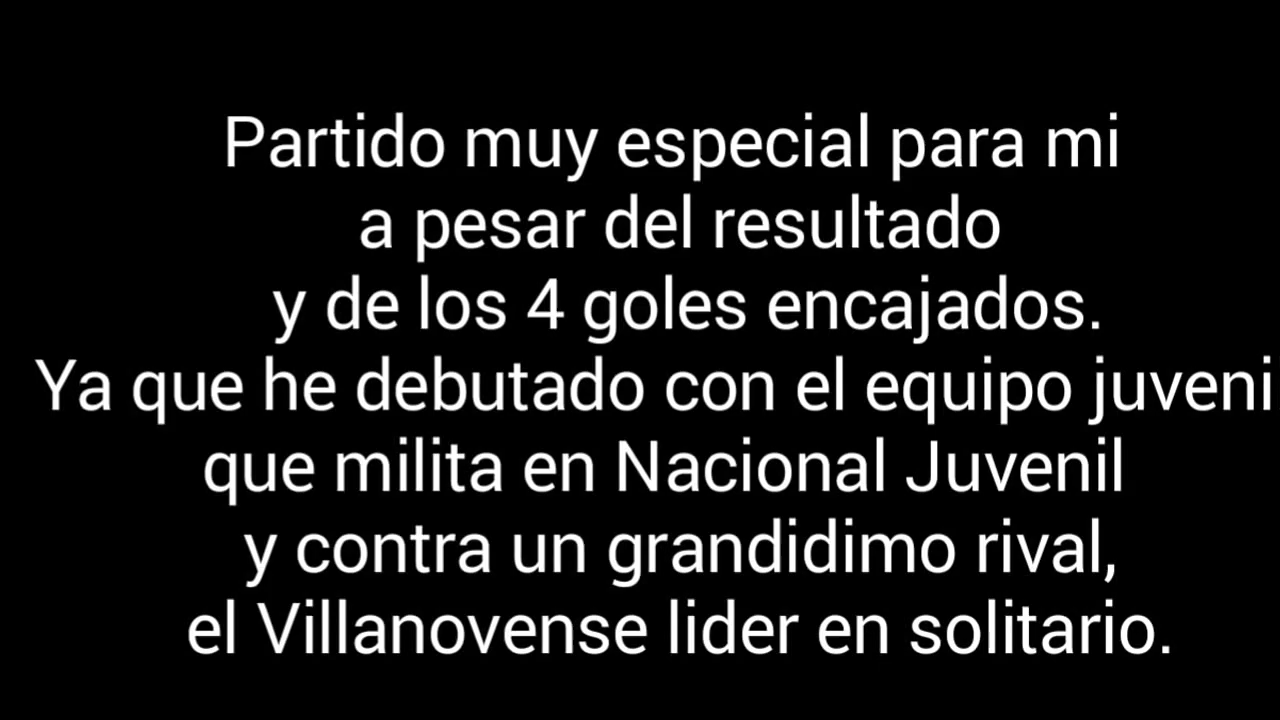 Partido muy especial para mi
a pesar del resultado
y de los 4 goles encajados.
Ya que he debutado con el equipo juveni
que milita en Nacional Juvenil
y contra un grandidimo rival,
el Villanovense lider en solitario.